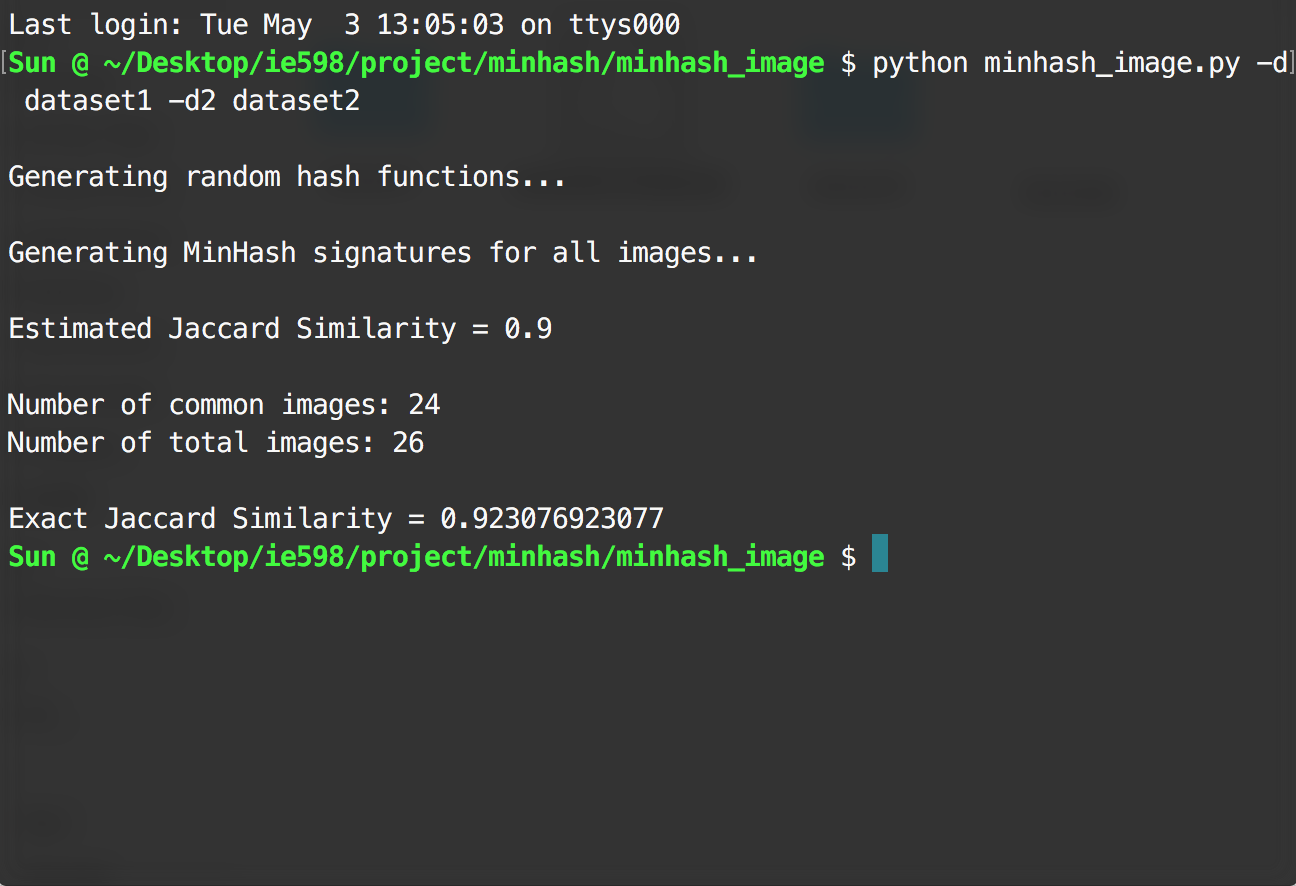 Last login: Tue May  3 13:05:03 on ttys000
[Sun @ ~/Desktop/ie598/project/minhash/minhash_image $ python minhash_image.py -d]
 dataset1 -d2 dataset2
Generating random hash functions...
Generating MinHash signatures for all images...
Estimated Jaccard Similarity = 0.9
Number of common images: 24
Number of total images: 26
Exact Jaccard Similarity = 0.923076923077
Sun @ ~/Desktop/ie598/project/minhash/minhash_image $